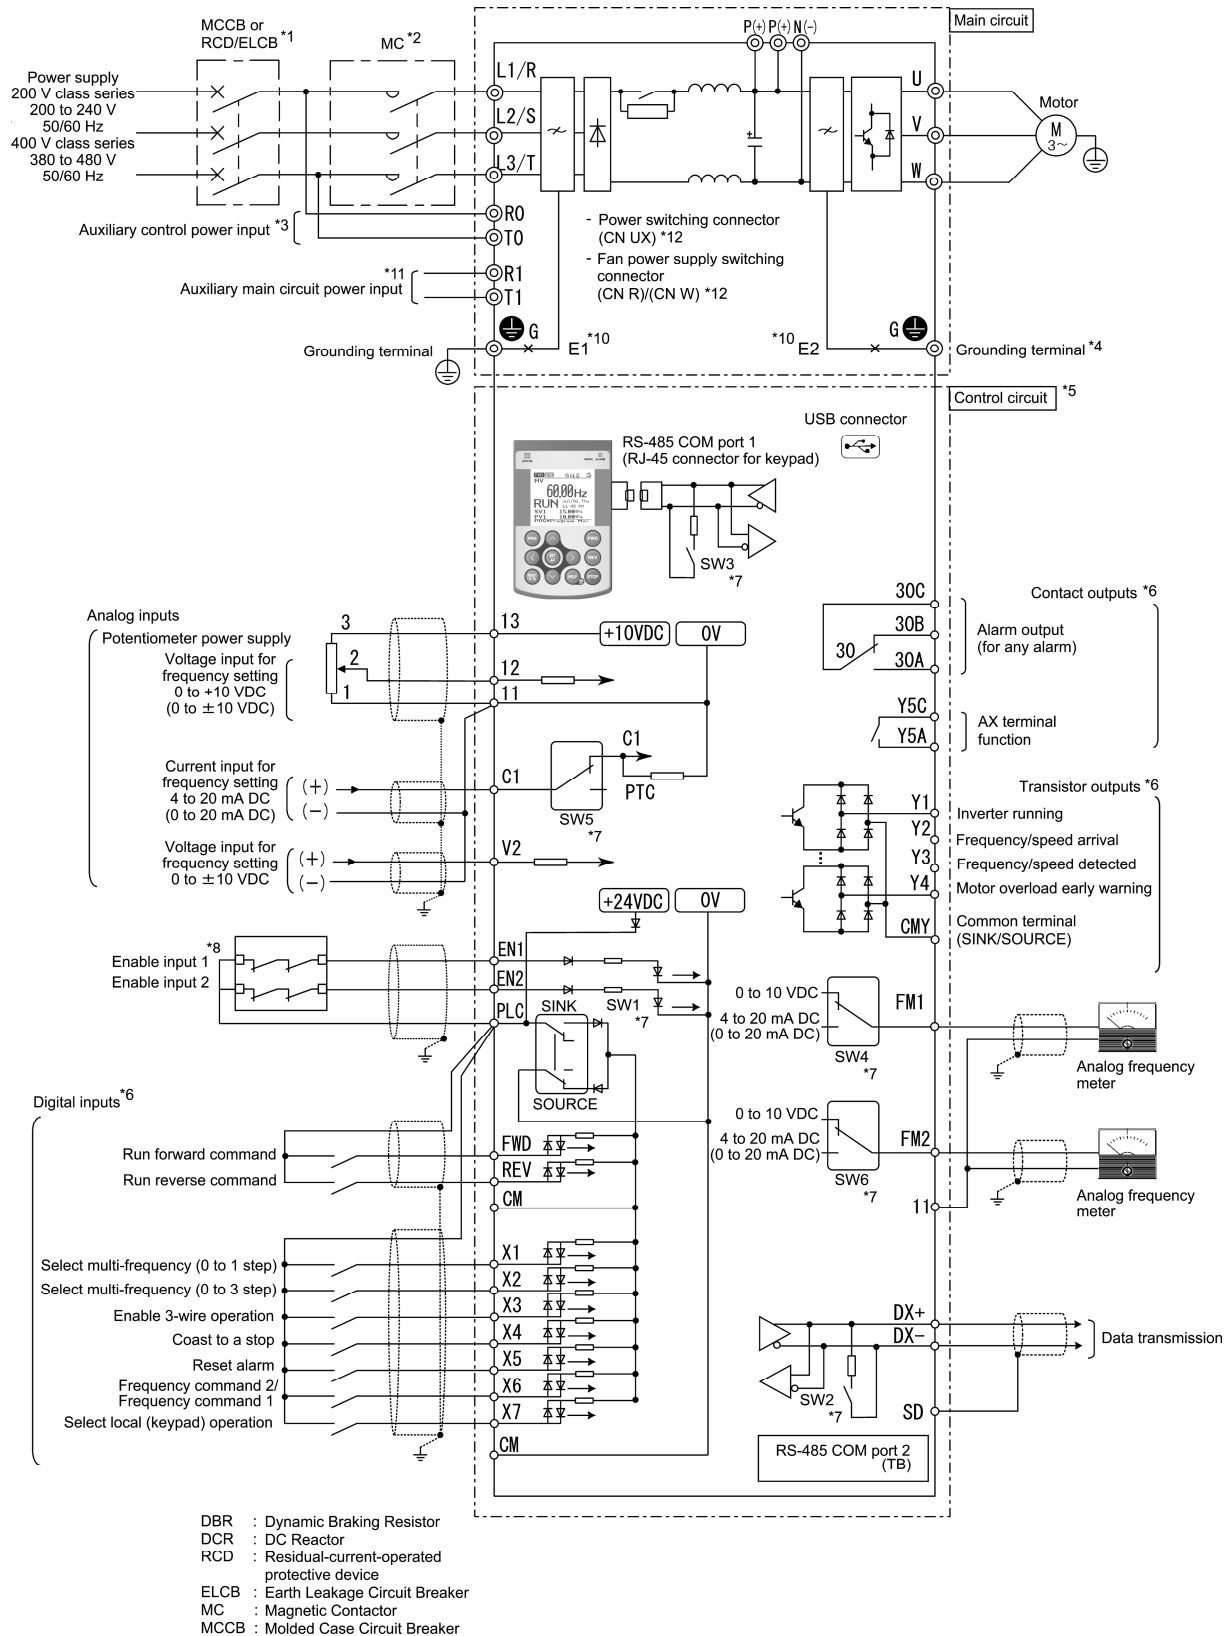 MCCB or
RCD/ELCB *1
MC *2
Power supply
200 V class series
200 to 240 V
50/60 Hz
400 V class series
380 to 480 V
50/60 Hz
Main circuit
P(+) P(+) N(-)
L1/R
L2/S
L3/T
U
V
W
Motor
M
3~
R0
T0
Auxiliary control power input *3
R1
T1
*11
Auxiliary main circuit power input
- Power switching connector
(CN UX) *12
- Fan power supply switching
connector
(CN R)/(CN W) *12
G
E1 *10
*10 E2
G
Grounding terminal
Grounding terminal *4
Control circuit *5
USB connector
RS-485 COM port 1
(RJ-45 connector for keypad)
60.00 Hz
RUN
SW3
*7
Analog inputs
Potentiometer power supply
Voltage input for
frequency setting
0 to +10 VDC
(0 to ±10 VDC)
3
2
1
13
12
11
+10VDC
0V
Current input for
frequency setting
4 to 20 mA DC
(0 to 20 mA DC)
(+)
(-)
C1
C1
PTC
SW5
*7
Voltage input for
frequency setting
0 to ±10 VDC
(+)
(-)
V2
30C
30B
30
30A
Contact outputs *6
Alarm output
(for any alarm)
Y5C
Y5A
AX terminal
function
Transistor outputs *6
Y1
Inverter running
Y2
Frequency/speed arrival
Y3
Frequency/speed detected
Y4
Motor overload early warning
CMY
Common terminal
(SINK/SOURCE)
+24VDC
0V
*8
Enable input 1
Enable input 2
EN1
EN2
PLC
SINK
SW1
*7
SOURCE
0 to 10 VDC
4 to 20 mA DC
(0 to 20 mA DC)
SW4
*7
FM1
Analog frequency
meter
0 to 10 VDC
4 to 20 mA DC
(0 to 20 mA DC)
SW6
*7
FM2
11
Analog frequency
meter
Digital inputs *6
Run forward command
Run reverse command
FWD
REV
CM
Select multi-frequency (0 to 1 step)
X1
Select multi-frequency (0 to 3 step)
X2
Enable 3-wire operation
X3
Coast to a stop
X4
Reset alarm
X5
Frequency command 2/
Frequency command 1
X6
Select local (keypad) operation
X7
CM
DX+
DX-
Data transmission
SW2
*7
SD
RS-485 COM port 2
(TB)
DBR : Dynamic Braking Resistor
DCR : DC Reactor
RCD : Residual-current-operated
protective device
ELCB : Earth Leakage Circuit Breaker
MC : Magnetic Contactor
MCCB : Molded Case Circuit Breaker